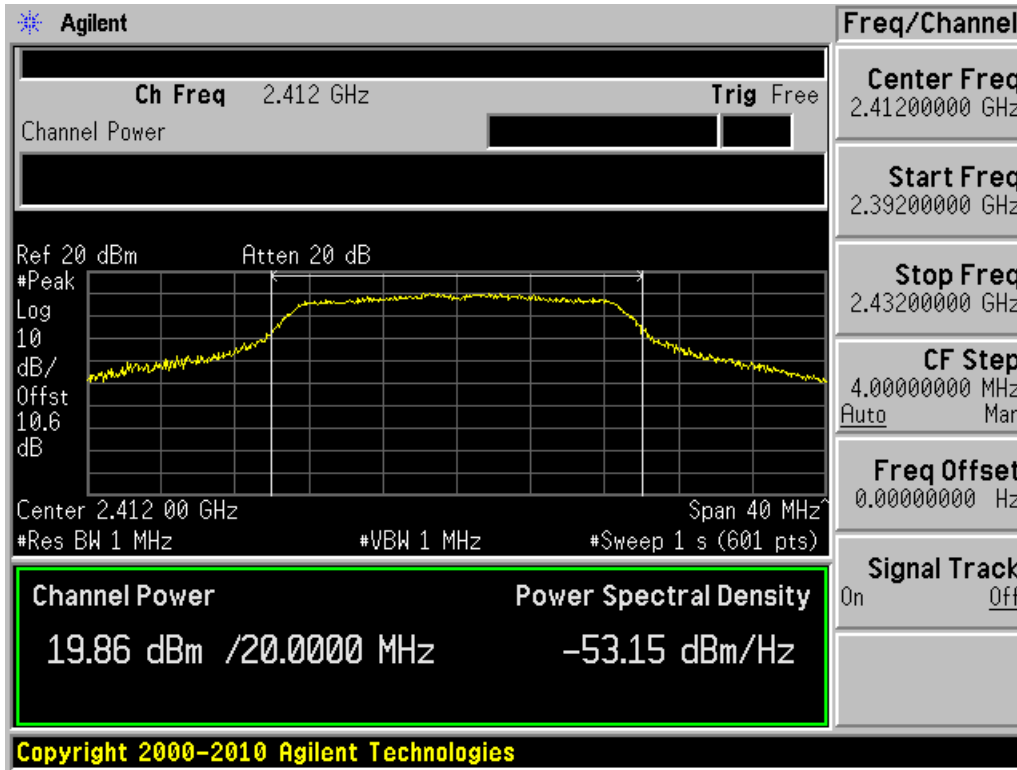 Agilent
Freq/Channel
Ch Freq 2.412 GHz Trig Free
Channel Power
Center Freq
2.41200000 GHz
Start Freq
2.39200000 GHz
Stop Freq
2.43200000 GHz
CF Step
4.00000000 MHz
Auto Man
Freq Offset
0.00000000 Hz
Signal Track
On Off
Ref 20 dBm Atten 20 dB
#Peak
Log
10
dB/
Offst
10.6
dB
Center 2.412 00 GHz Span 40 MHz^
#Res BW 1 MHz #VBW 1 MHz #Sweep 1 s (601 pts)
Channel Power Power Spectral Density
19.86 dBm /20.0000 MHz -53.15 dBm/Hz
Copyright 2000-2010 Agilent Technologies